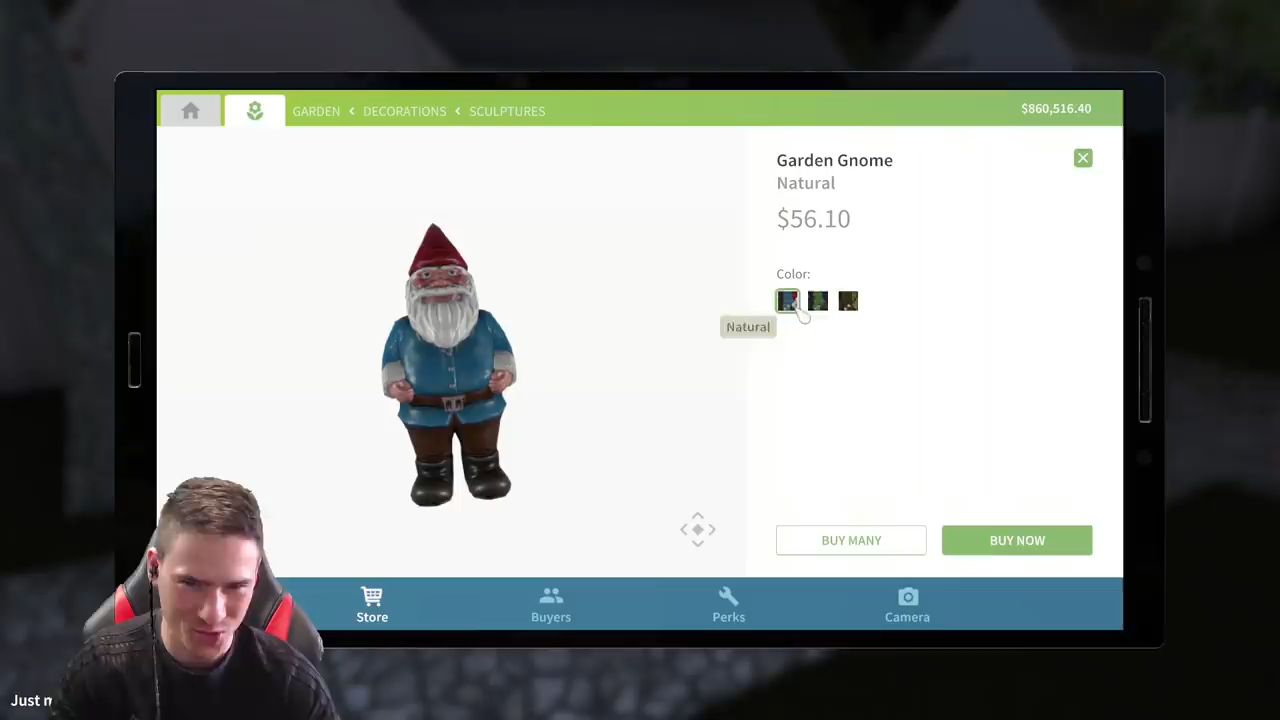 GARDEN < DECORATIONS < SCULPTURES
$860,516.40
Garden Gnome
Natural
$56.10
Color:
Natural
BUY MANY
BUY NOW
Store
Buyers
Perks
Camera
Just